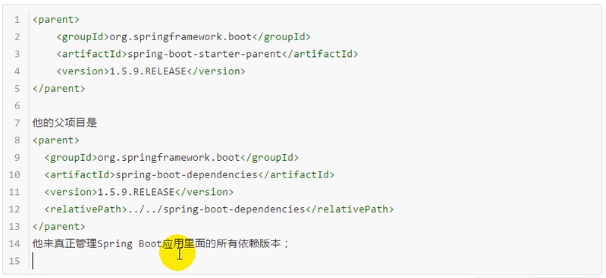 1 <parent>
2     <groupId>org.springframework.boot</groupId>
3     <artifactId>spring-boot-starter-parent</artifactId>
4     <version>1.5.9.RELEASE</version>
5 </parent>
6
7 他的父项目是
8 <parent>
9   <groupId>org.springframework.boot</groupId>
10   <artifactId>spring-boot-dependencies</artifactId>
11   <version>1.5.9.RELEASE</version>
12   <relativePath>../../spring-boot-dependencies</relativePath>
13 </parent>
14 他来真正管理Spring Boot应用里面的所有依赖版本；
15